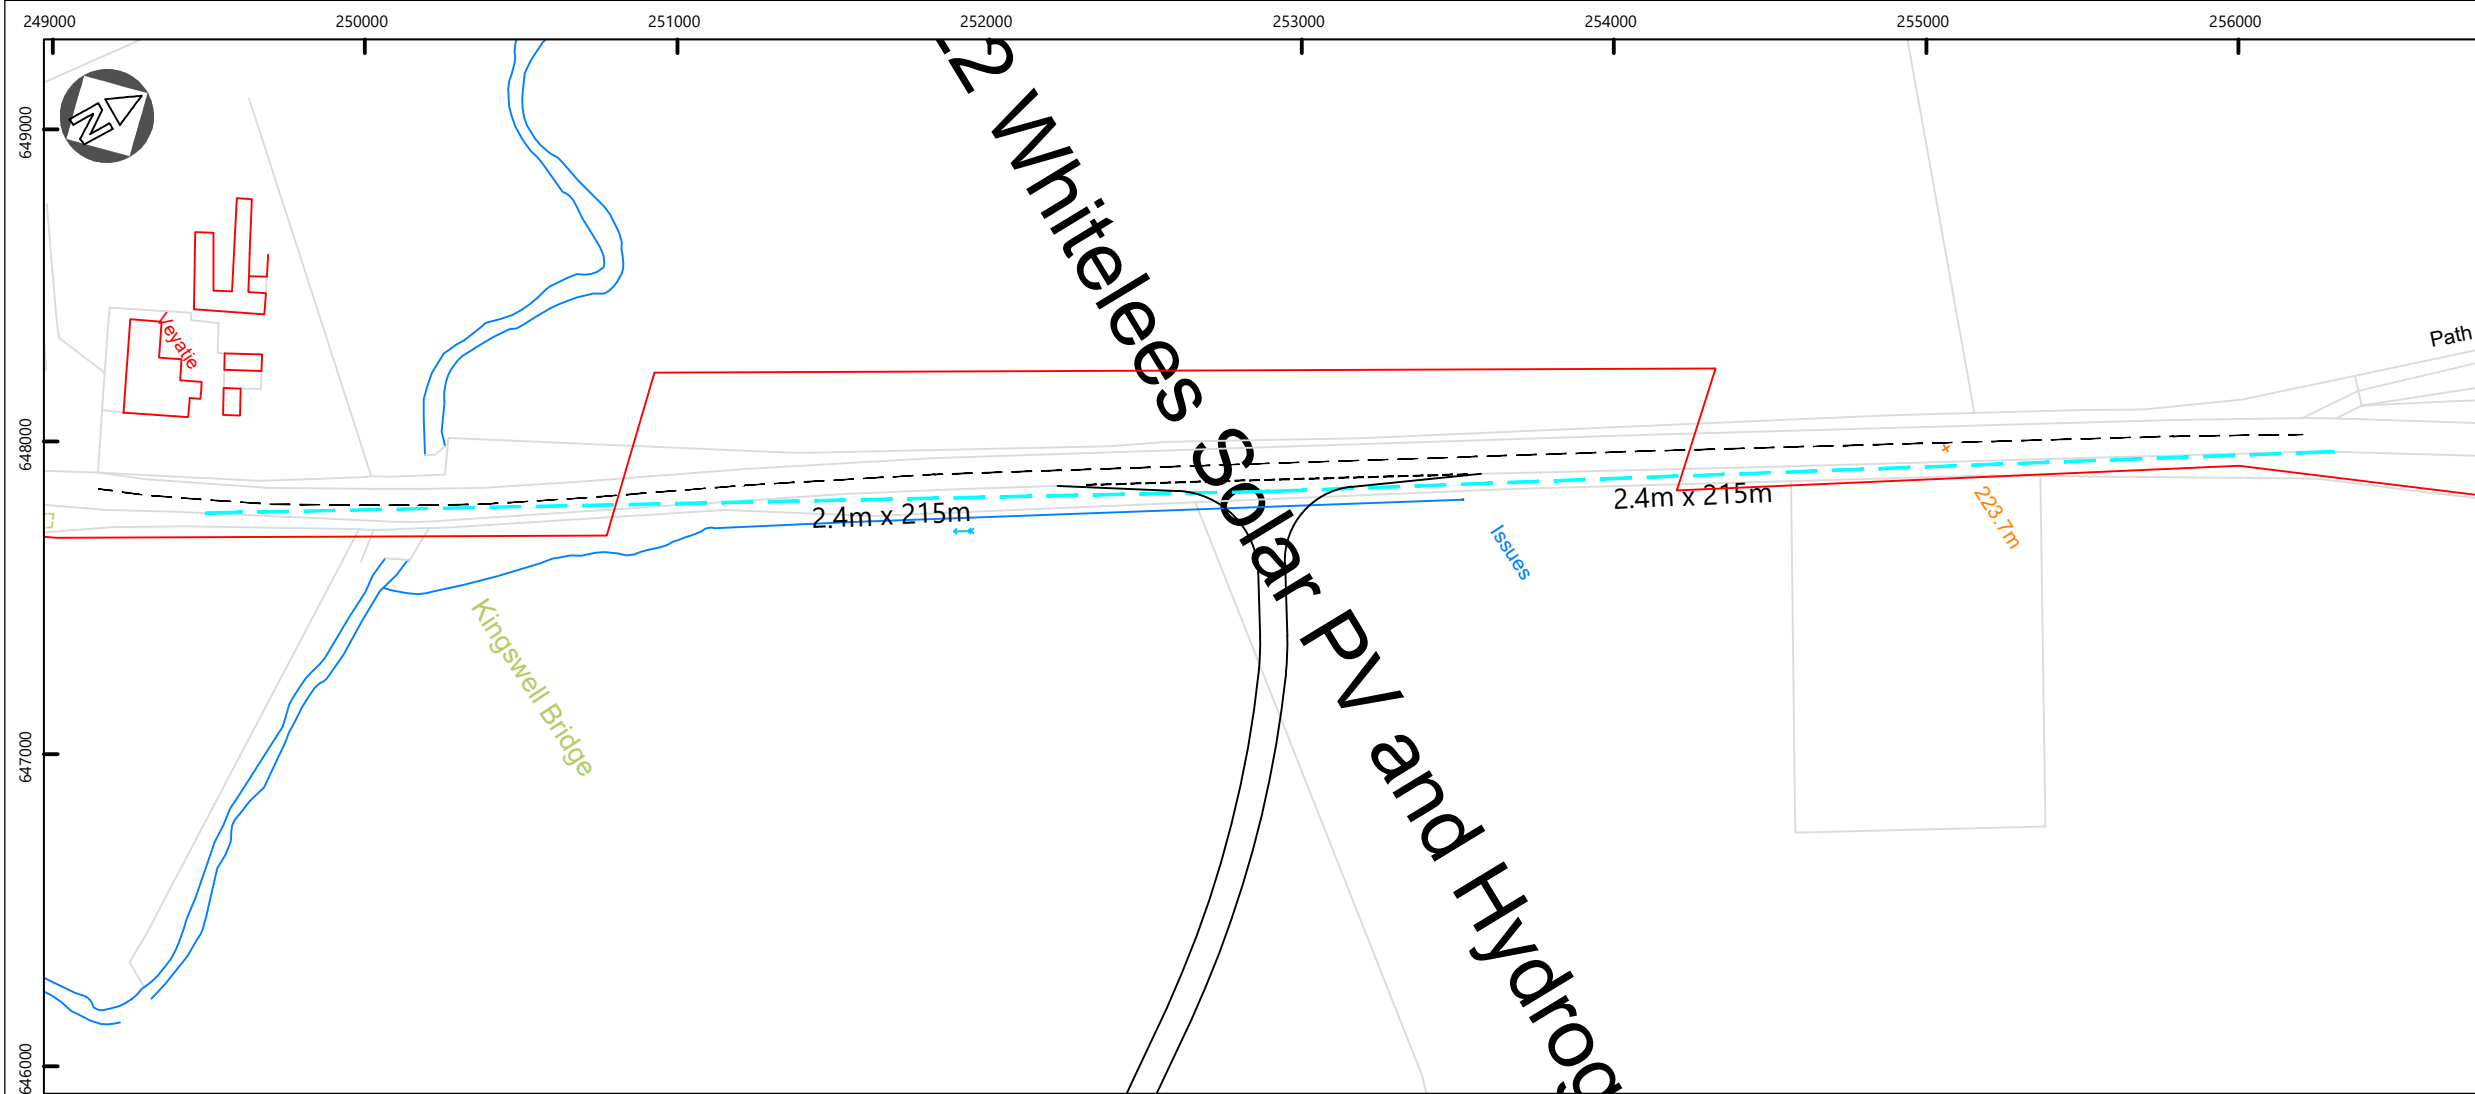 249000 250000 251000 252000 253000 254000 255000 256000
649000
648000
647000
646000
N
Veyatie
2 Whitelees Solar PV and Hydrog
Path
2.4m x 215m
2.4m x 215m
223.7m
Issues
Kingswell Bridge